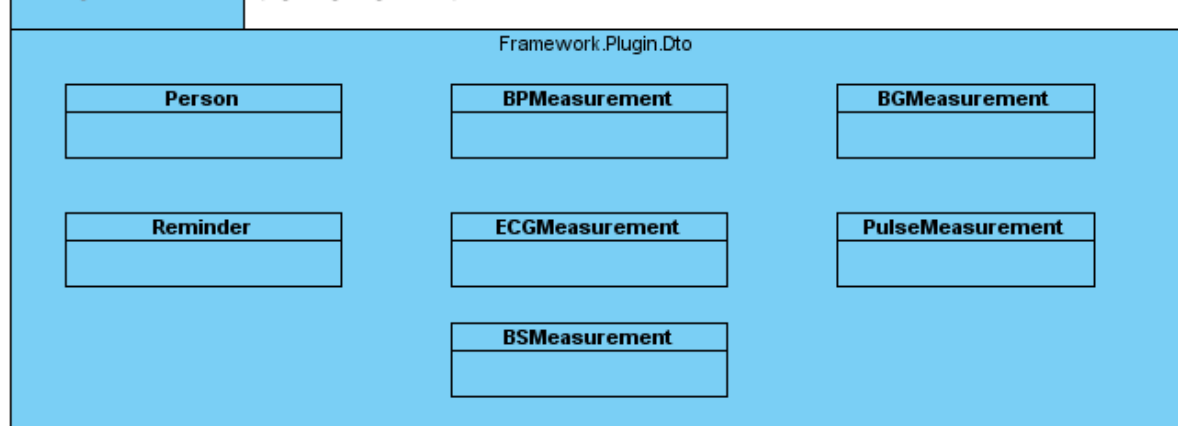 Framework.Plugin.Dto
Person
BPMeasurement
BGMeasurement
Reminder
ECGMeasurement
PulseMeasurement
BSMeasurement